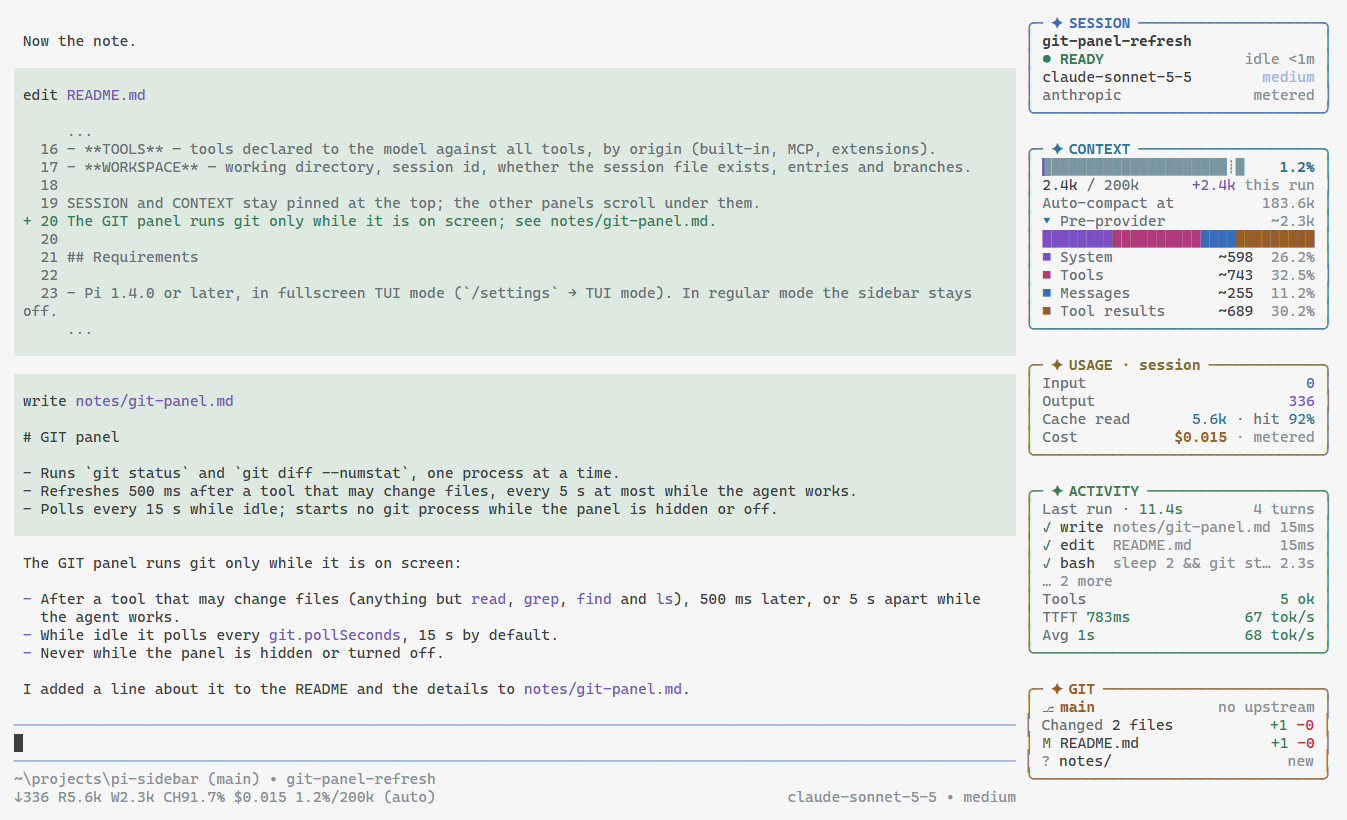 Now the note.
edit README.md
...
16 - **TOOLS** — tools declared to the model against all tools, by origin (built-in, MCP, extensions).
17 - **WORKSPACE** — working directory, session id, whether the session file exists, entries and branches.
18
19 SESSION and CONTEXT stay pinned at the top; the other panels scroll under them.
+ 20 The GIT panel runs git only while it is on screen; see notes/git-panel.md.
20
21 ## Requirements
22
23 - Pi 1.4.0 or later, in fullscreen TUI mode (`/settings` → TUI mode). In regular mode the sidebar stays
off.
...
write notes/git-panel.md
# GIT panel
- Runs `git status` and `git diff --numstat`, one process at a time.
- Refreshes 500 ms after a tool that may change files, every 5 s at most while the agent works.
- Polls every 15 s while idle; starts no git process while the panel is hidden or off.
The GIT panel runs git only while it is on screen:
- After a tool that may change files (anything but read, grep, find and ls), 500 ms later, or 5 s apart while
the agent works.
- While idle it polls every git.pollSeconds, 15 s by default.
- Never while the panel is hidden or turned off.
I added a line about it to the README and the details to notes/git-panel.md.
~\projects\pi-sidebar (main) • git-panel-refresh
↓336 R5.6k W2.3k CH91.7% $0.015 1.2%/200k (auto) claude-sonnet-5-5 • medium
✦ SESSION
git-panel-refresh
● READY idle <1m
claude-sonnet-5-5 medium
anthropic metered
✦ CONTEXT
1.2%
2.4k / 200k +2.4k this run
Auto-compact at 183.6k
▾ Pre-provider ~2.3k
■ System ~598 26.2%
■ Tools ~743 32.5%
■ Messages ~255 11.2%
■ Tool results ~689 30.2%
✦ USAGE · session
Input 0
Output 336
Cache read 5.6k · hit 92%
Cost $0.015 · metered
✦ ACTIVITY
Last run · 11.4s 4 turns
✓ write notes/git-panel.md 15ms
✓ edit README.md 15ms
✓ bash sleep 2 && git st… 2.3s
… 2 more
Tools 5 ok
TTFT 783ms 67 tok/s
Avg 1s 68 tok/s
✦ GIT
⎇ main no upstream
Changed 2 files +1 −0
M README.md +1 −0
? notes/ new